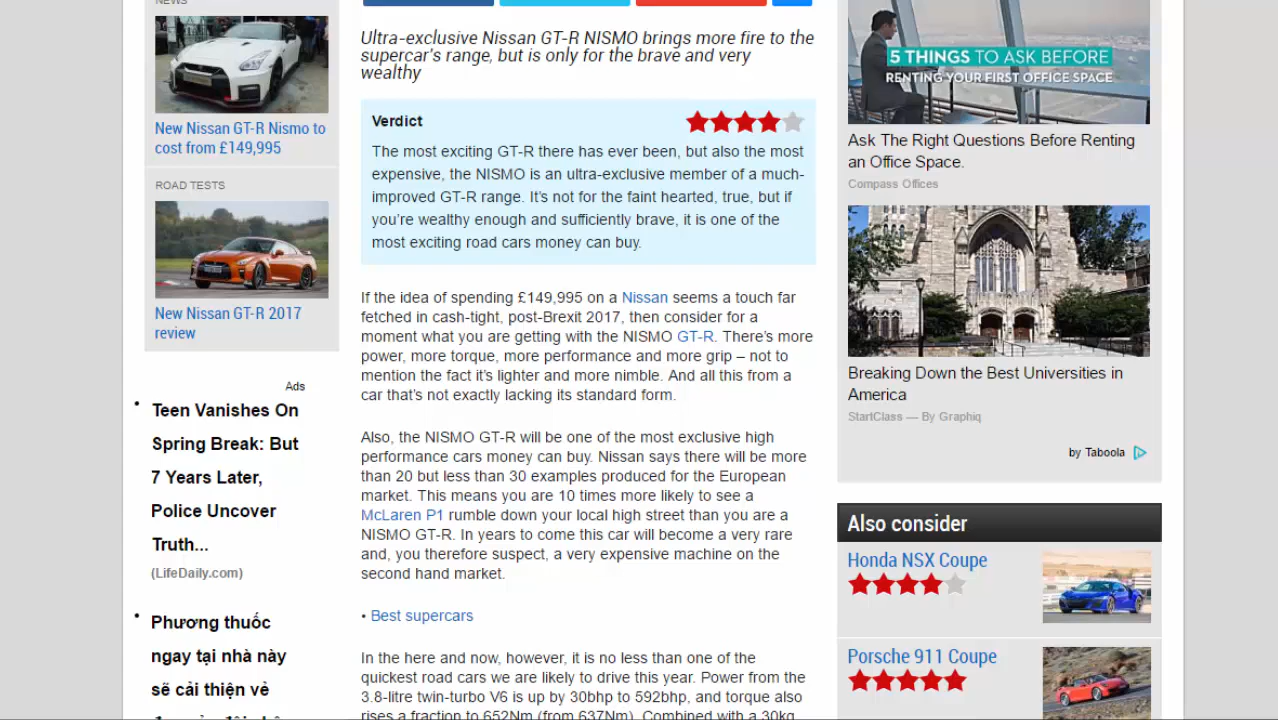 NEWS
New Nissan GT-R Nismo to
cost from £149,995
ROAD TESTS
New Nissan GT-R 2017
review
Ads
• Teen Vanishes On
Spring Break: But
7 Years Later,
Police Uncover
Truth...
(LifeDaily.com)
• Phương thuốc
ngay tại nhà này
sẽ cải thiện vẻ
Ultra-exclusive Nissan GT-R NISMO brings more fire to the
supercar's range, but is only for the brave and very
wealthy
Verdict
The most exciting GT-R there has ever been, but also the most
expensive, the NISMO is an ultra-exclusive member of a much-
improved GT-R range. It's not for the faint hearted, true, but if
you're wealthy enough and sufficiently brave, it is one of the
most exciting road cars money can buy.
If the idea of spending £149,995 on a Nissan seems a touch far
fetched in cash-tight, post-Brexit 2017, then consider for a
moment what you are getting with the NISMO GT-R. There's more
power, more torque, more performance and more grip – not to
mention the fact it's lighter and more nimble. And all this from a
car that's not exactly lacking its standard form.
Also, the NISMO GT-R will be one of the most exclusive high
performance cars money can buy. Nissan says there will be more
than 20 but less than 30 examples produced for the European
market. This means you are 10 times more likely to see a
McLaren P1 rumble down your local high street than you are a
NISMO GT-R. In years to come this car will become a very rare
and, you therefore suspect, a very expensive machine on the
second hand market.
• Best supercars
In the here and now, however, it is no less than one of the
quickest road cars we are likely to drive this year. Power from the
3.8-litre twin-turbo V6 is up by 30bhp to 592bhp, and torque also
rises a fraction to 652Nm (from 637Nm). Combined with a 30kg
5 THINGS TO ASK BEFORE
RENTING YOUR FIRST OFFICE SPACE
Ask The Right Questions Before Renting
an Office Space.
Compass Offices
Breaking Down the Best Universities in
America
StartClass — By Graphiq
by Taboola
Also consider
Honda NSX Coupe
Porsche 911 Coupe